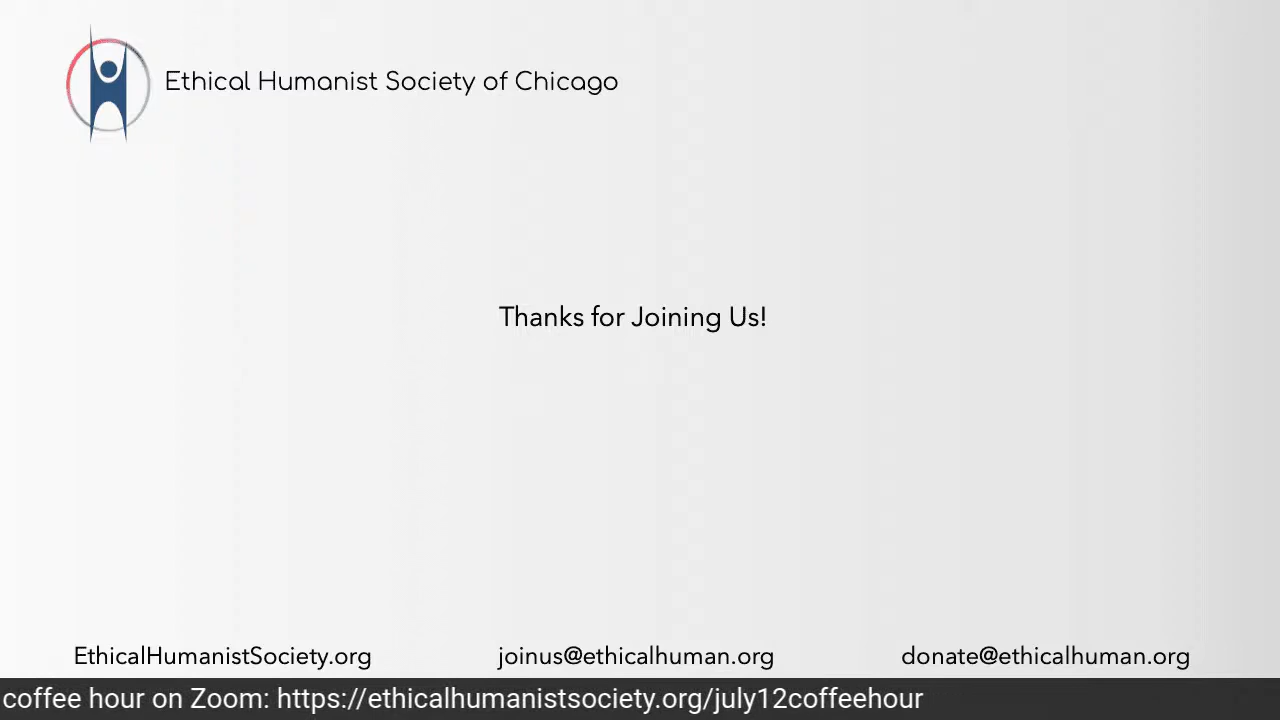 Ethical Humanist Society of Chicago
Thanks for Joining Us!
EthicalHumanistSociety.org
joinus@ethicalhuman.org
donate@ethicalhuman.org
coffee hour on Zoom: https://ethicalhumanistsociety.org/july12coffeehour